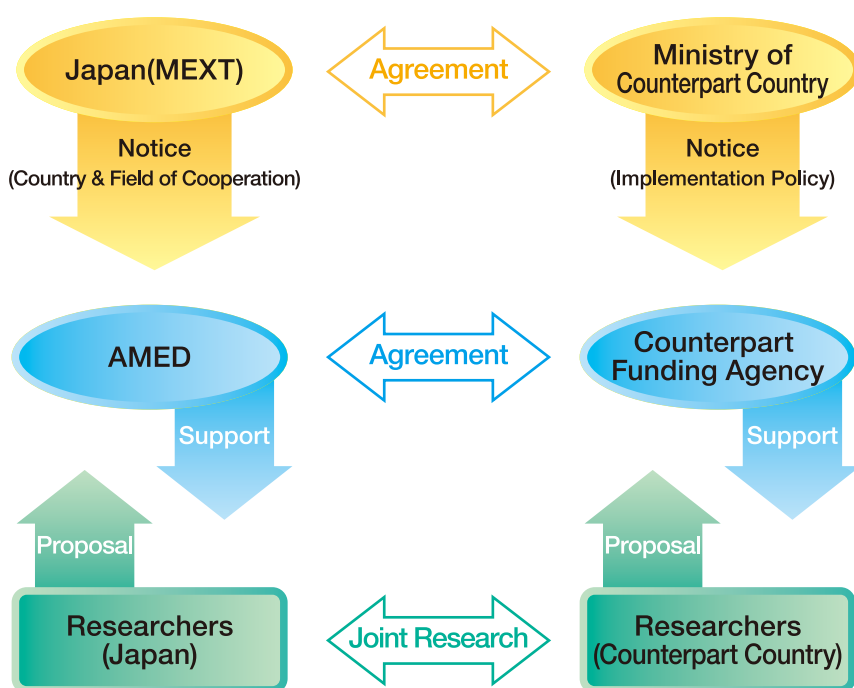 Japan(MEXT)
Agreement
Ministry of
Counterpart Country
Notice
(Country & Field of Cooperation)
Notice
(Implementation Policy)
AMED
Agreement
Counterpart
Funding Agency
Support
Support
Proposal
Proposal
Researchers
(Japan)
Joint Research
Researchers
(Counterpart Country)